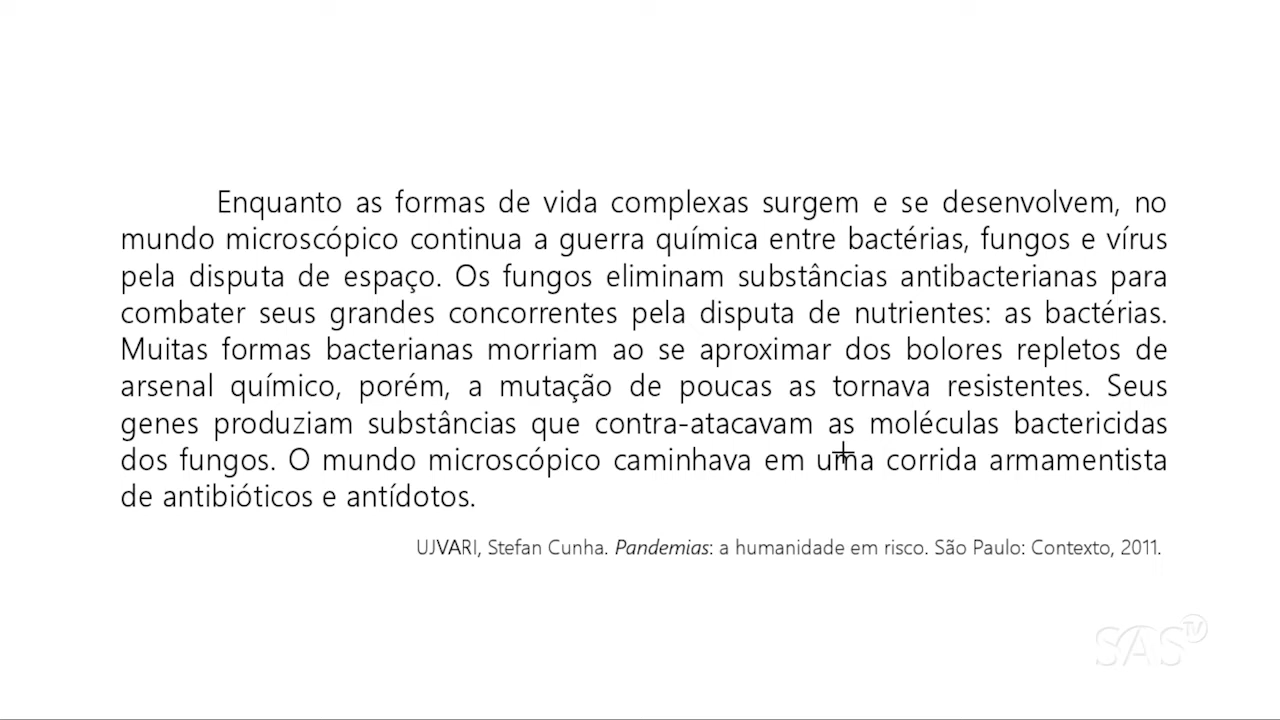 Enquanto as formas de vida complexas surgem e se desenvolvem, no
mundo microscópico continua a guerra química entre bactérias, fungos e vírus
pela disputa de espaço. Os fungos eliminam substâncias antibacterianas para
combater seus grandes concorrentes pela disputa de nutrientes: as bactérias.
Muitas formas bacterianas morriam ao se aproximar dos bolores repletos de
arsenal químico, porém, a mutação de poucas as tornava resistentes. Seus
genes produziam substâncias que contra-atacavam as moléculas bactericidas
dos fungos. O mundo microscópico caminhava em uma corrida armamentista
de antibióticos e antídotos.
UJVARI, Stefan Cunha. Pandemias: a humanidade em risco. São Paulo: Contexto, 2011.
SAS TV